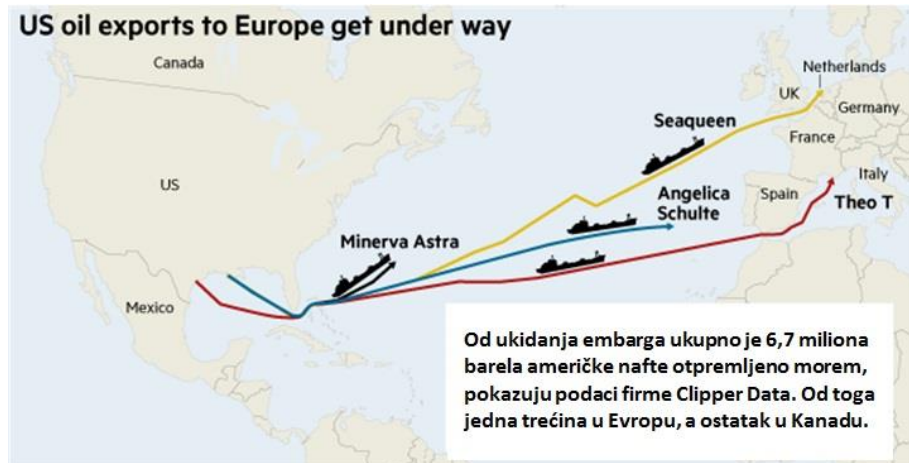 US oil exports to Europe get under way
Canada
Netherlands
UK
Germany
Seaqueen
France
US
Angelica
Schulte
Italy
Spain
Theo T
Minerva Astra
Mexico
Od ukidanja embarga ukupno je 6,7 miliona
barela američke nafte otpremljeno morem,
pokazuju podaci firme Clipper Data. Od toga
jedna trećina u Evropu, a ostatak u Kanadu.